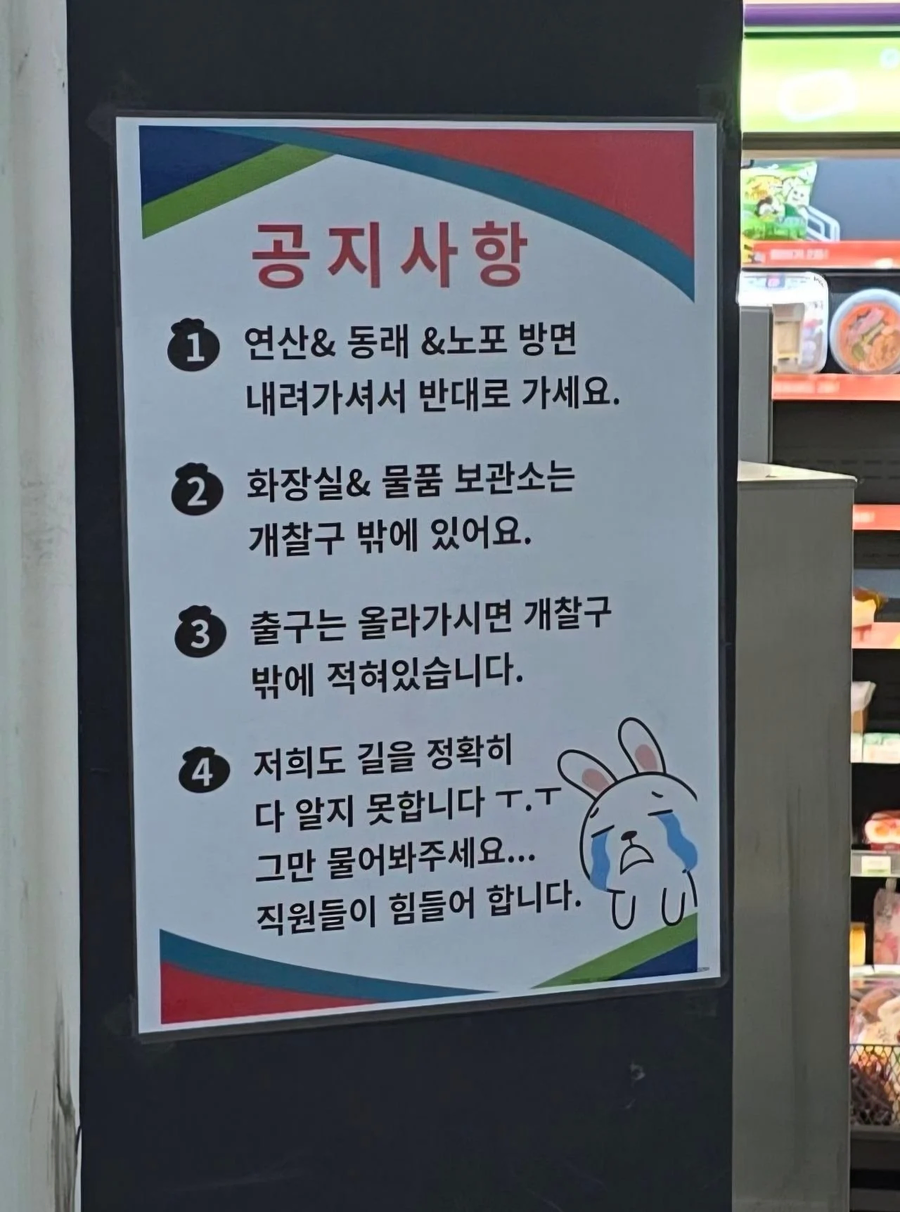 공지사항
1 연산& 동래 &노포 방면
내려가셔서 반대로 가세요.
2 화장실& 물품 보관소는
개찰구 밖에 있어요.
3 출구는 올라가시면 개찰구
밖에 적혀있습니다.
4 저희도 길을 정확히
다 알지 못합니다 ㅜ.ㅜ
그만 물어봐주세요...
직원들이 힘들어 합니다.